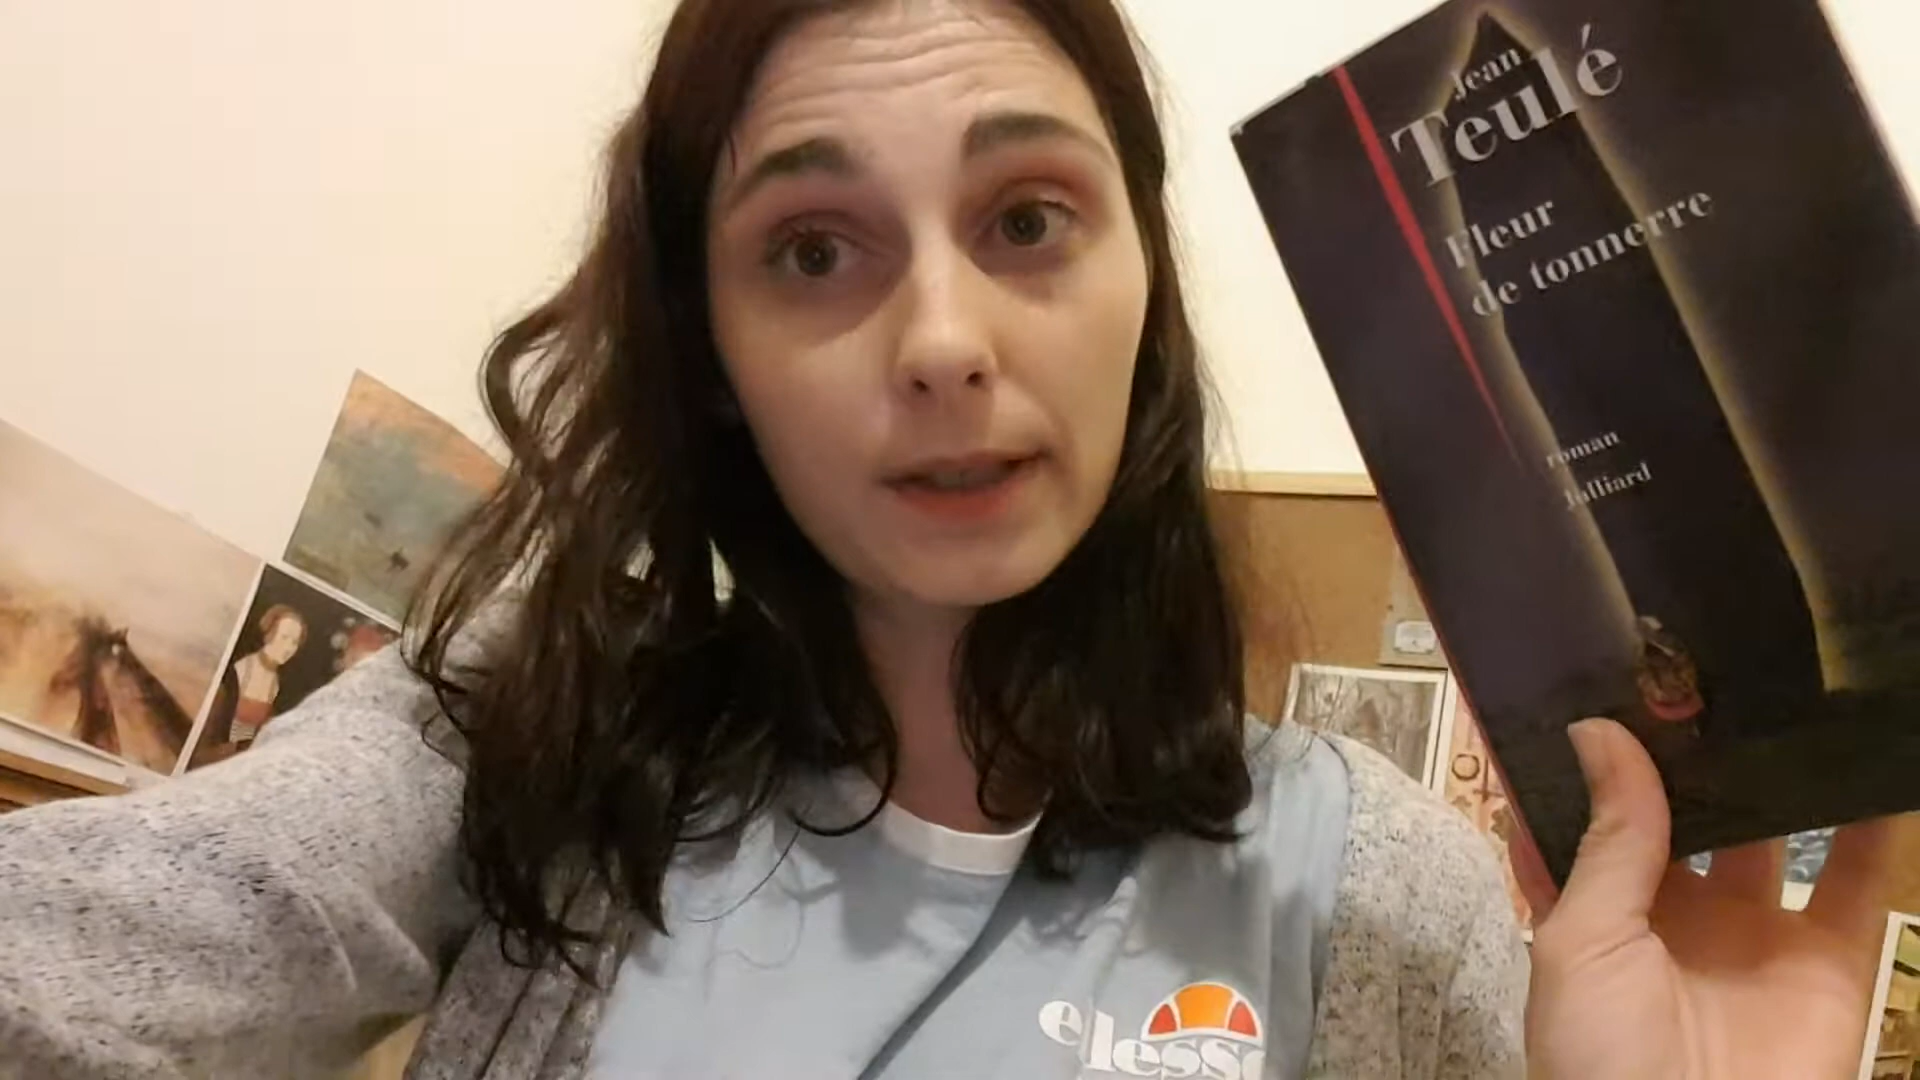 Jean
Teulé
Fleur
de tonnerre
roman
Julliard
ellesse